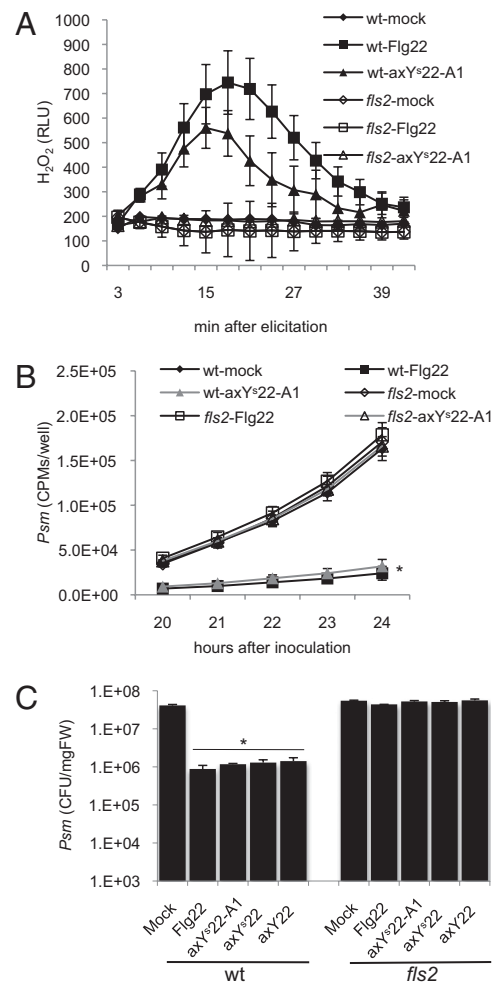 A
1000
900
800
700
600
500
400
300
200
100
0
H₂O₂ (RLU)
wt-mock
wt-Flg22
wt-axYˢ22-A1
fls2-mock
fls2-Flg22
fls2-axYˢ22-A1
3 15 27 39
min after elicitation
B
wt-mock
wt-Flg22
wt-axYˢ22-A1
fls2-mock
fls2-Flg22
fls2-axYˢ22-A1
2.5E+05
2.0E+05
1.5E+05
1.0E+05
5.0E+04
0.0E+00
Psm (CPMs/well)
*
20 21 22 23 24
hours after inoculation
C
1.E+08
1.E+07
1.E+06
1.E+05
1.E+04
1.E+03
Psm (CFU/mgFW)
*
Mock Flg22 axYˢ22-A1 axYˢ22 axY22
Mock Flg22 axYˢ22-A1 axYˢ22 axY22
wt fls2